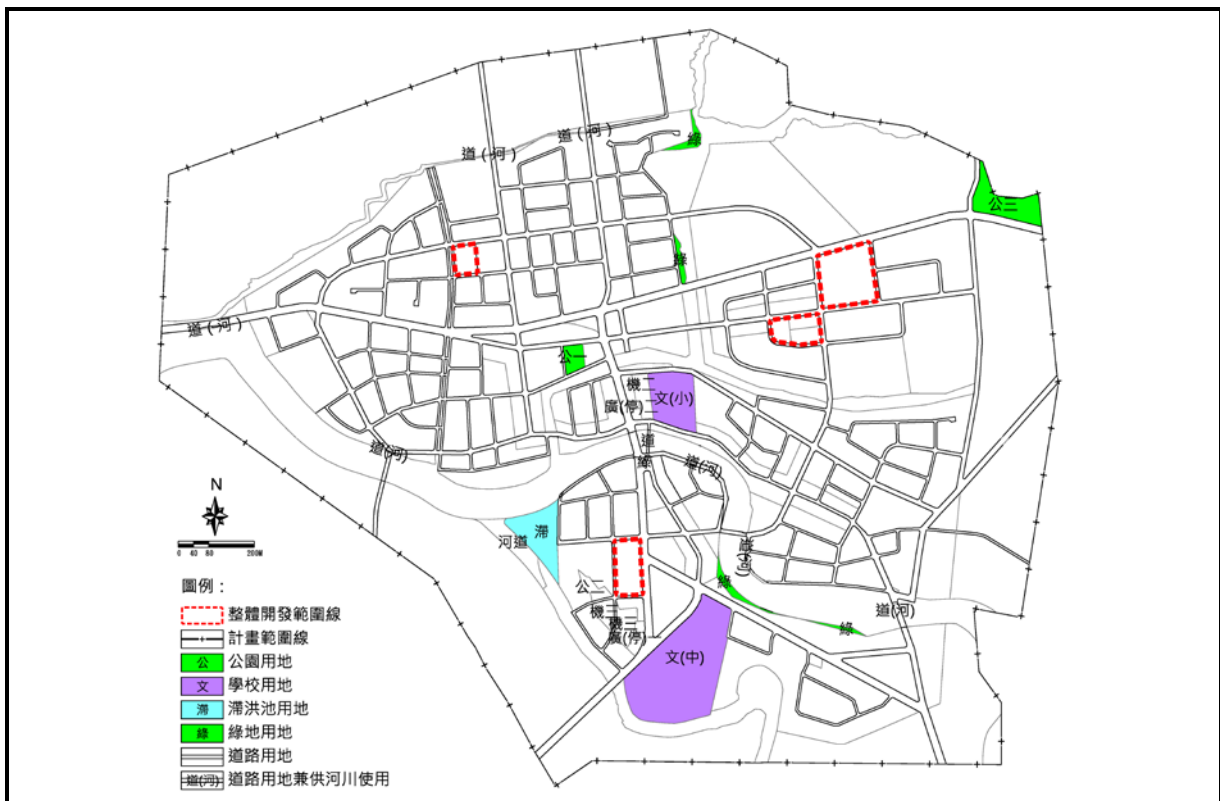 綠
道(河)
道(河)
公三
綠
道(河)
公一
機二
文(小)
廣(停)二
道
綠
道(河)
道(河)
N
0 40 80 200M
滯
河道
道(河)
綠
公二
機三
廣(停)
道(河)
綠
文(中)
圖例：
整體開發範圍線
計畫範圍線
公 公園用地
文 學校用地
滯 滯洪池用地
綠 綠地用地
道路用地
道(河) 道路用地兼供河川使用